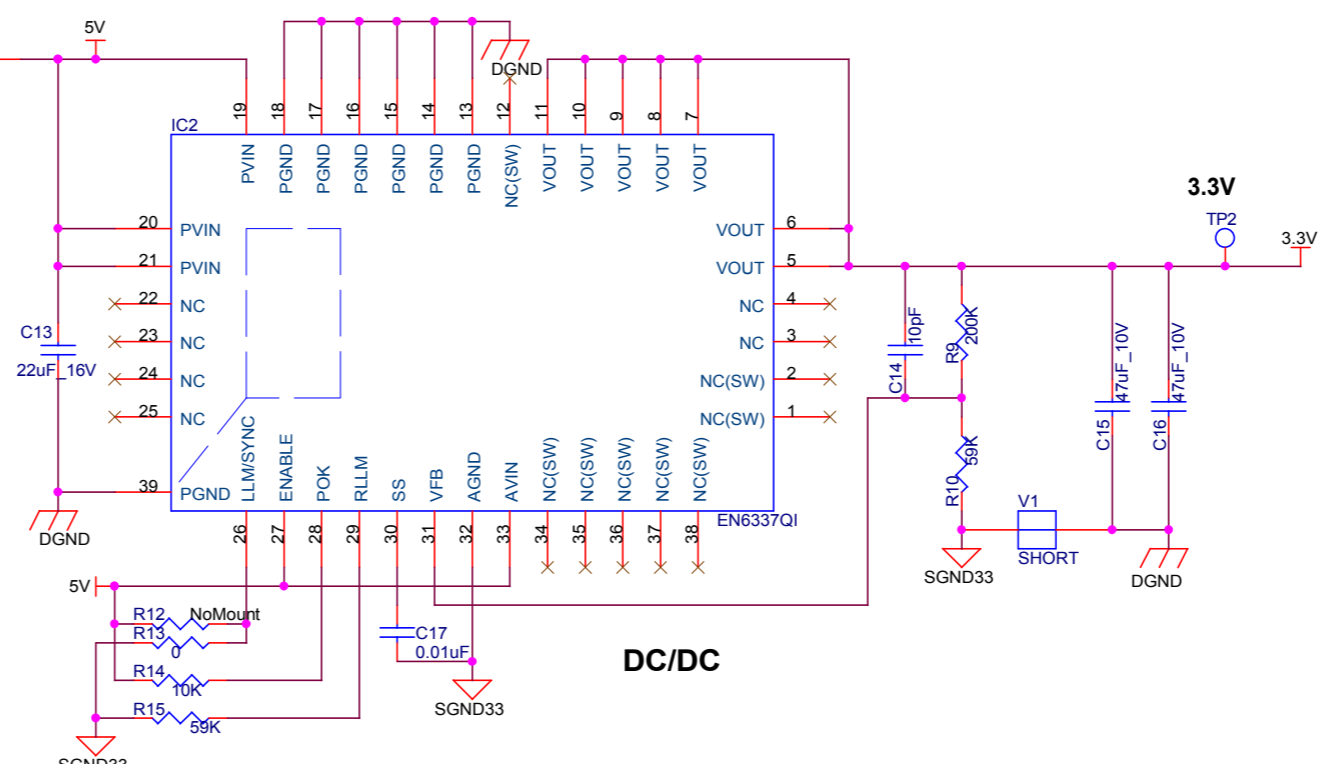 5V
DGND
19
18
17
16
15
14
13
12
11
10
9
8
7
IC2
PVIN
PGND
PGND
PGND
PGND
PGND
PGND
NC(SW)
VOUT
VOUT
VOUT
VOUT
VOUT
3.3V
TP2
3.3V
20 PVIN
VOUT 6
21 PVIN
VOUT 5
22 NC
NC 4
23 NC
NC 3
24 NC
NC(SW) 2
25 NC
NC(SW) 1
C13
22uF_16V
C14
10pF
R9
200K
C15
47uF_10V
C16
47uF_10V
R10
59K
39 PGND
LLM/SYNC
ENABLE
POK
RLLM
SS
VFB
AGND
AVIN
NC(SW)
NC(SW)
NC(SW)
NC(SW)
NC(SW)
EN6337QI
26
27
28
29
30
31
32
33
34
35
36
37
38
DGND
V1
SHORT
SGND33
DGND
5V
R12 NoMount
R13
0
R14
10K
R15
59K
C17
0.01uF
DC/DC
SGND33
SGND33